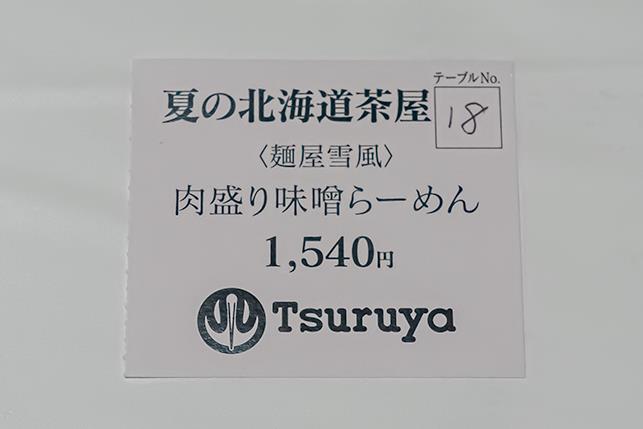 テーブルNo.
夏の北海道茶屋 18
〈麺屋雪風〉
肉盛り味噌らーめん
1,540円
Tsuruya